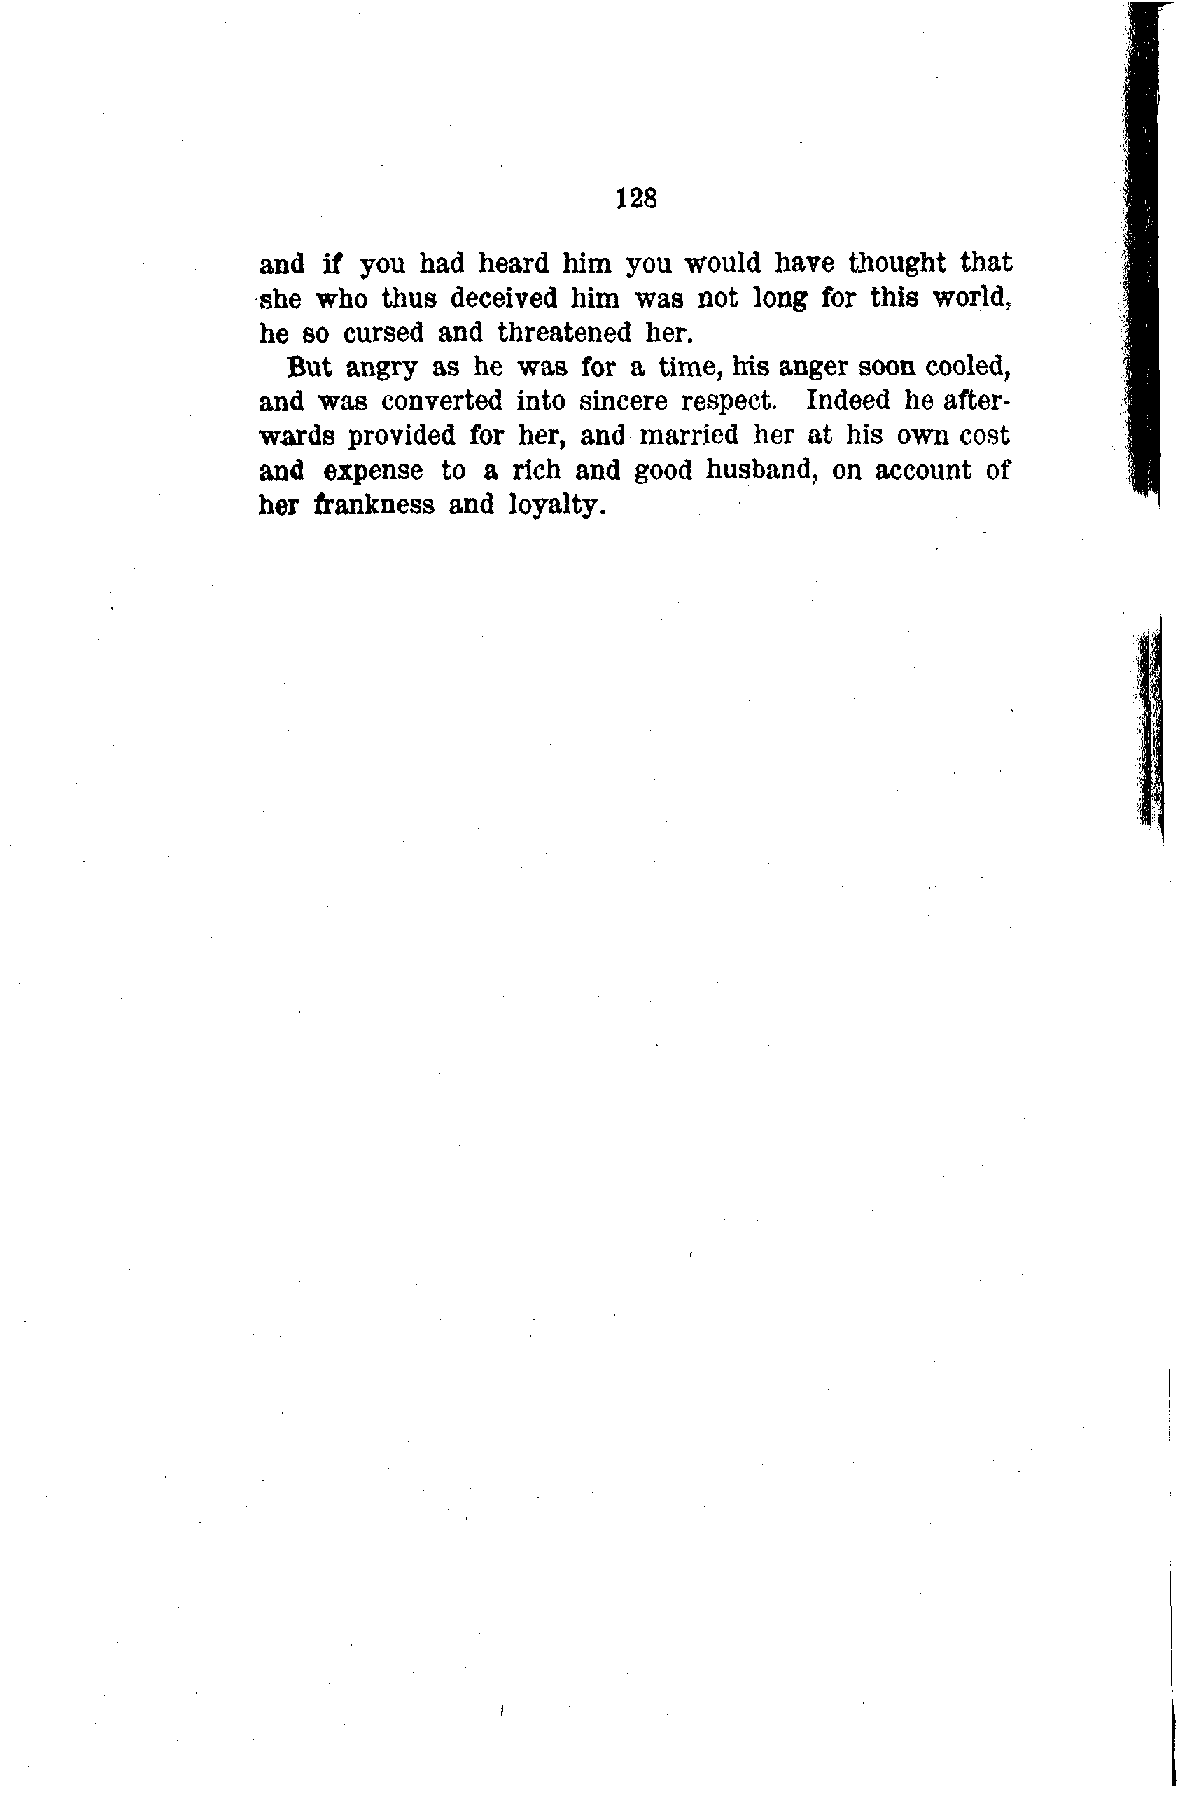 128
and if you had heard him you would have thought that
she who thus deceived him was not long for this world,
he so cursed and threatened her.
But angry as he was for a time, his anger soon cooled,
and was converted into sincere respect. Indeed he after-
wards provided for her, and married her at his own cost
and expense to a rich and good husband, on account of
her frankness and loyalty.